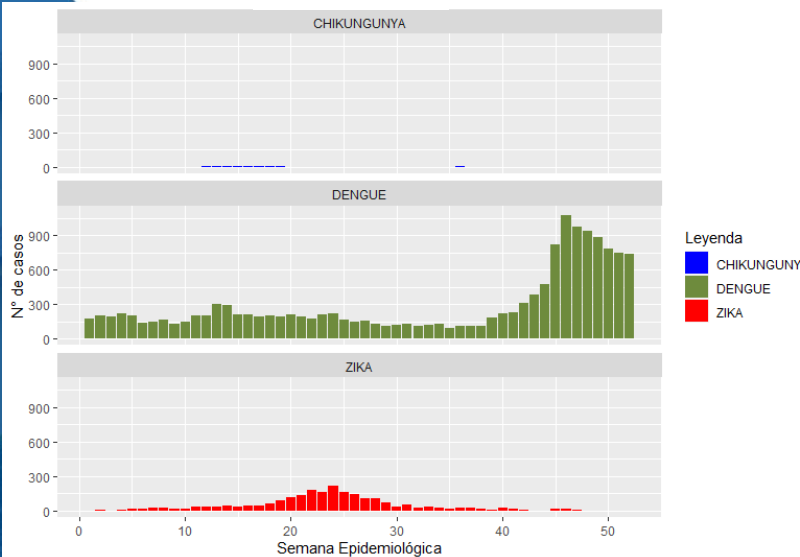 CHIKUNGUNYA
900
600
300
0
DENGUE
900
600
300
0
ZIKA
900
600
300
0
0 10 20 30 40 50
Semana Epidemiológica
N° de casos
Leyenda
CHIKUNGUNY
DENGUE
ZIKA